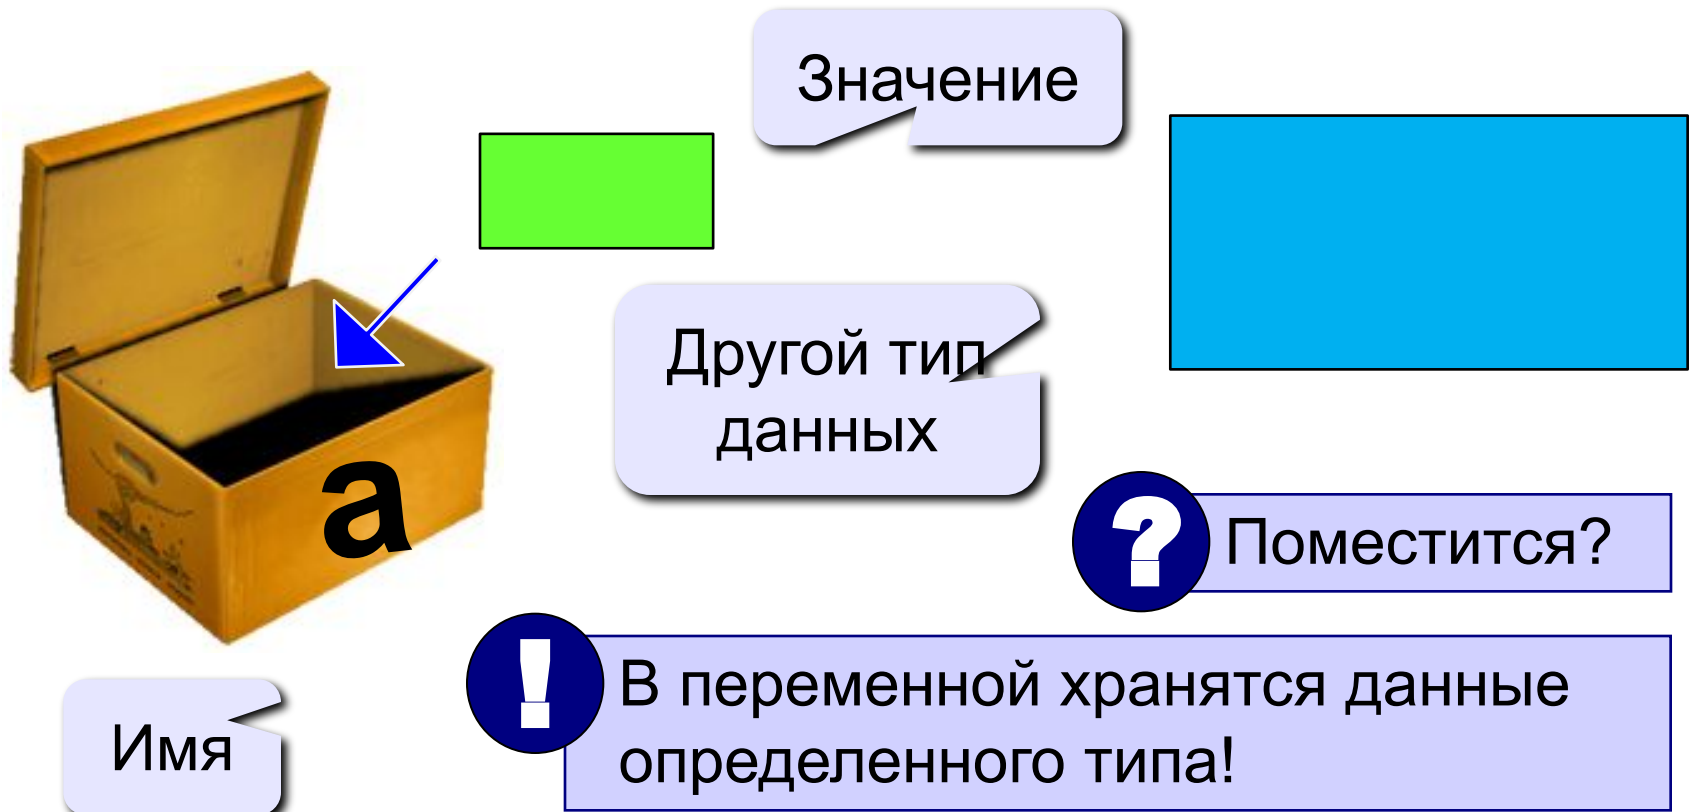 Значение
Другой тип
данных
a
?
Поместится?
!
В переменной хранятся данные
определенного типа!
Имя